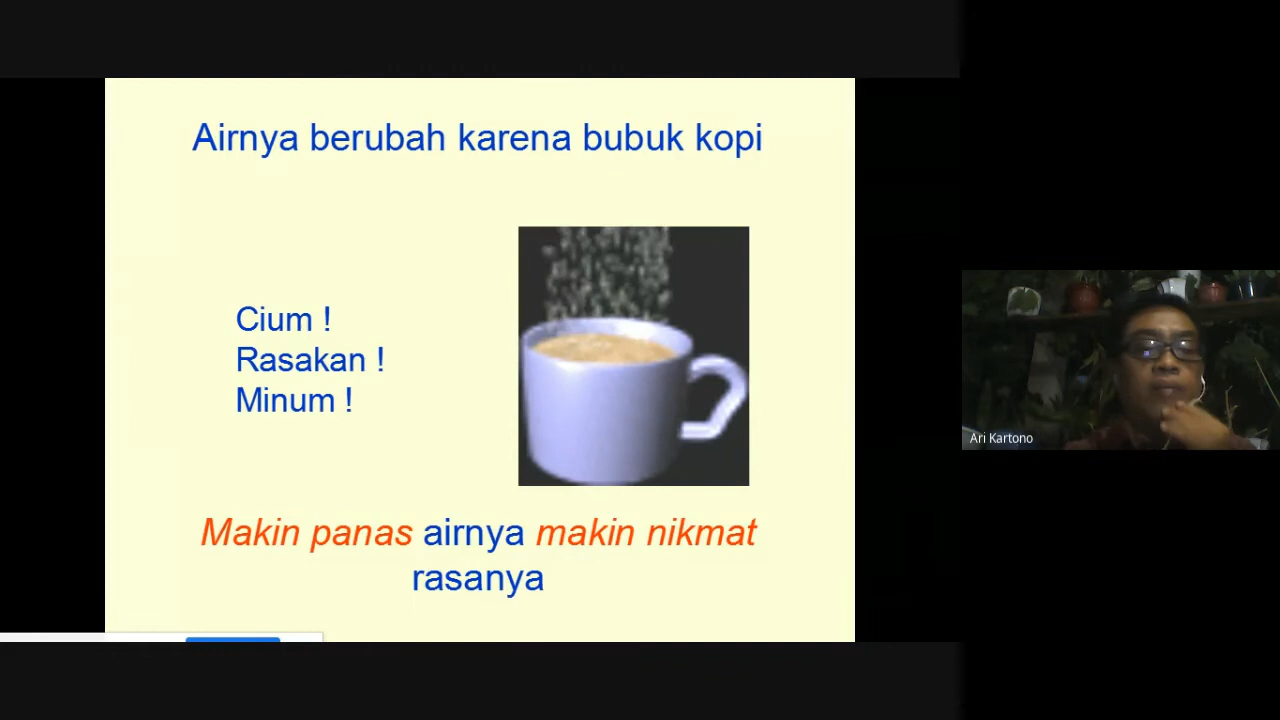 Airnya berubah karena bubuk kopi
Cium !
Rasakan !
Minum !
Makin panas airnya makin nikmat
rasanya
Ari Kartono